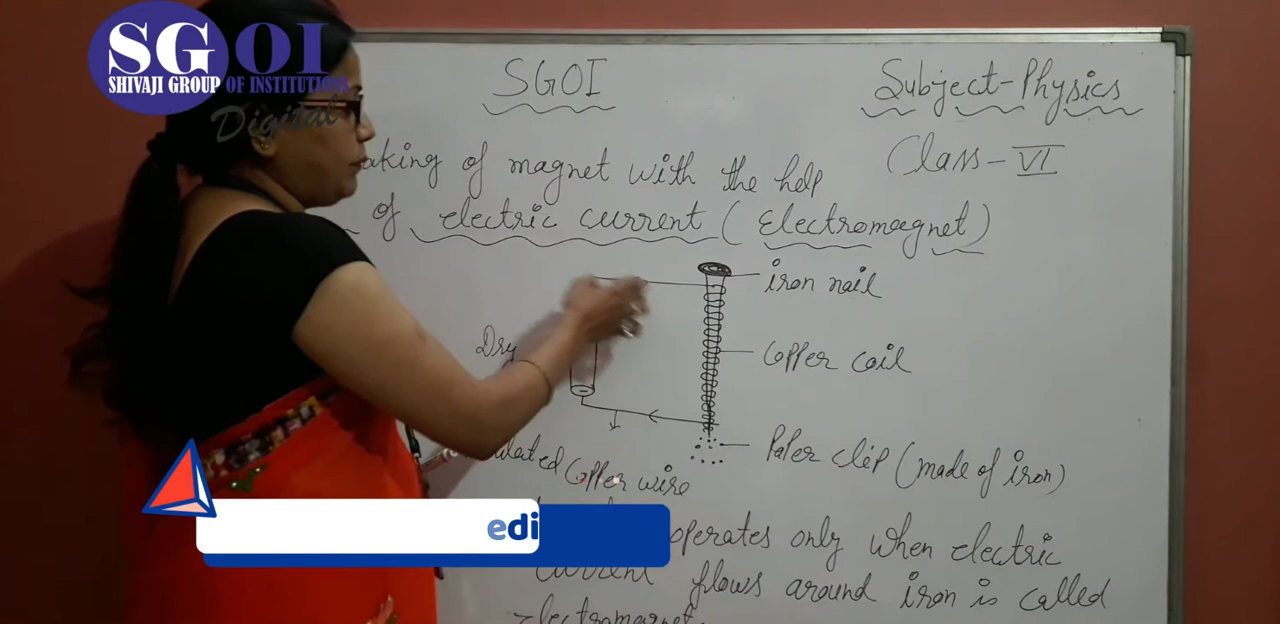 SGOI
SHIVAJI GROUP OF INSTITUTIONS
Digital
SGOI
Subject-Physics
Class-VI
aking of magnet with the help
of electric current (Electromagnet)
iron nail
Dry
Copper coil
ulated Copper wire
Paper clip (made of iron)
edi
operates only when electric
current flows around iron is called